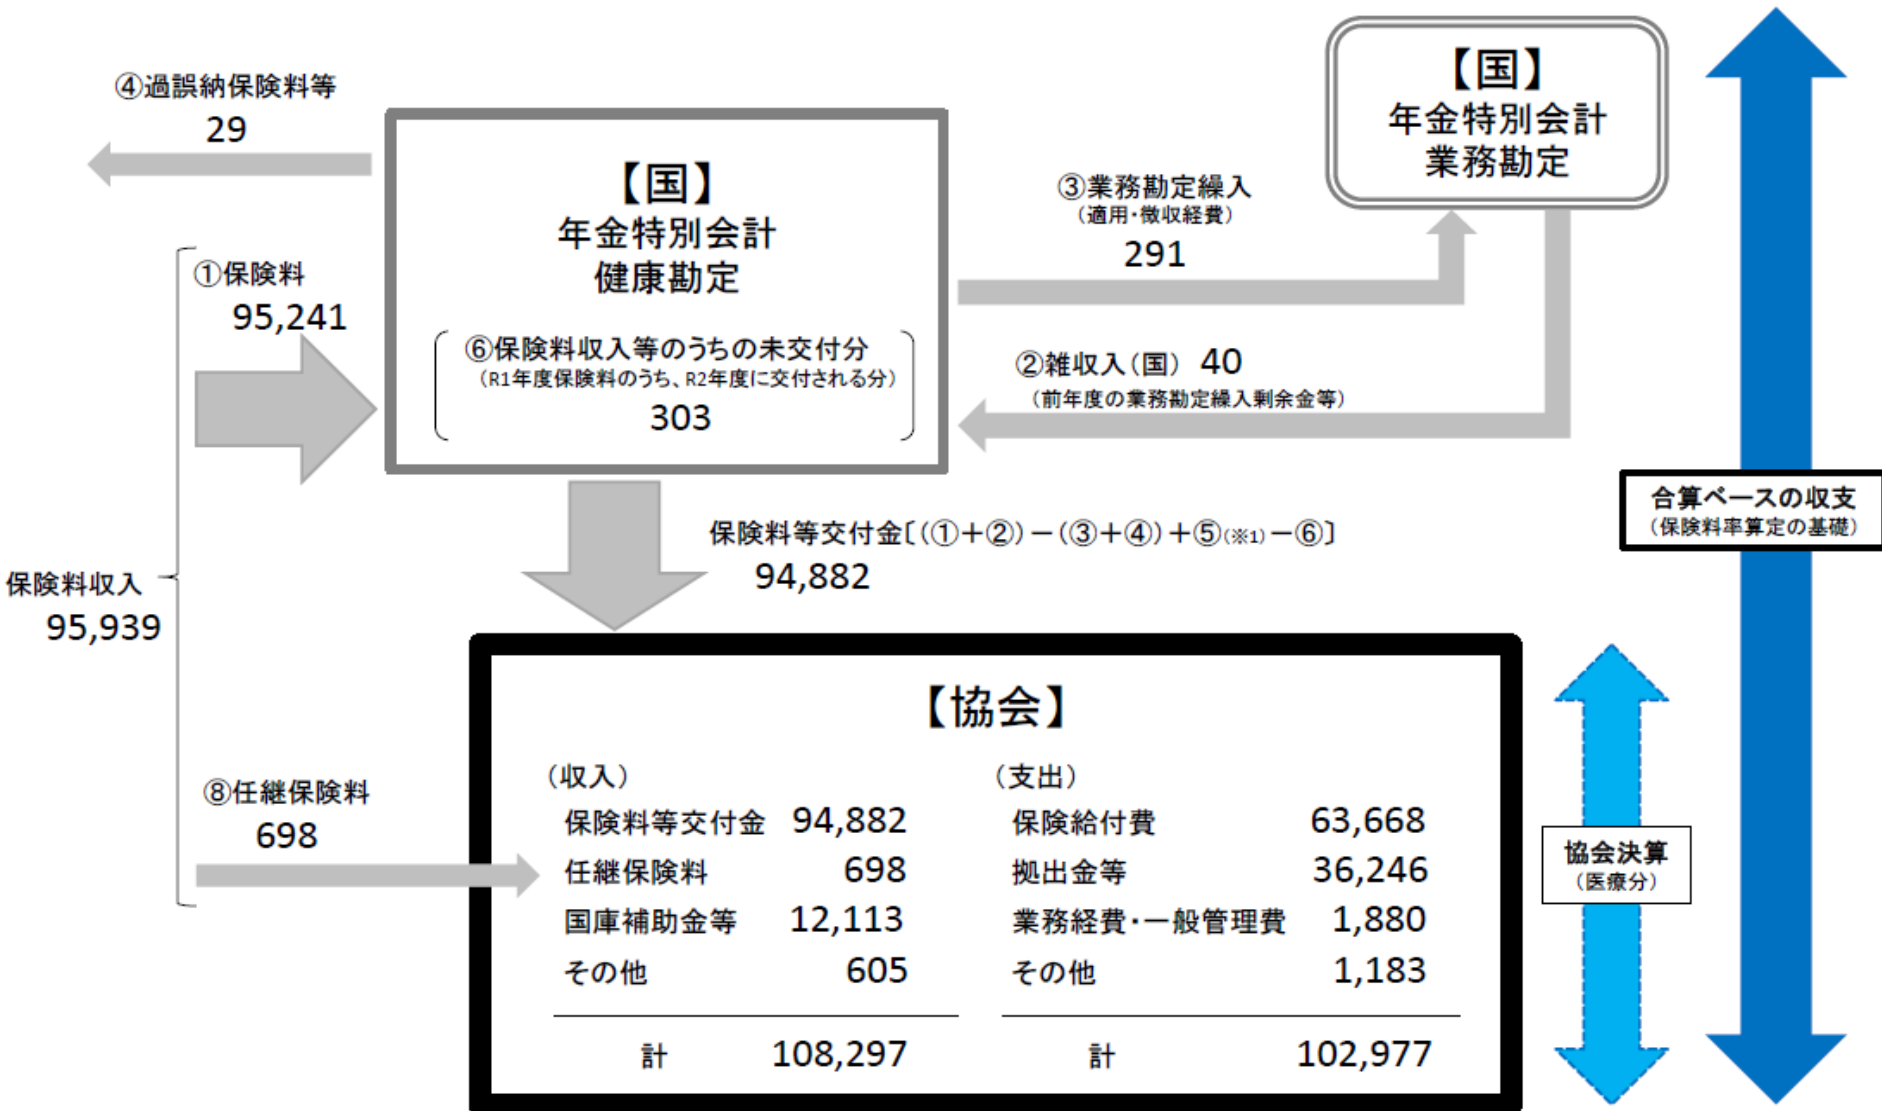 ④過誤納保険料等
29
【国】
年金特別会計
業務勘定
【国】
年金特別会計
健康勘定
③業務勘定繰入
（適用・徴収経費）
291
①保険料
95,241
⑥保険料収入等のうちの未交付分
（R1年度保険料のうち、R2年度に交付される分）
303
②雑収入（国） 40
（前年度の業務勘定繰入剰余金等）
合算ベースの収支
（保険料率算定の基礎）
保険料等交付金〔（①＋②）－（③＋④）＋⑤（※1）－⑥〕
94,882
保険料収入
95,939
【協会】
（収入）
保険料等交付金 94,882
任継保険料 698
国庫補助金等 12,113
その他 605
計 108,297
（支出）
保険給付費 63,668
拠出金等 36,246
業務経費・一般管理費 1,880
その他 1,183
計 102,977
⑧任継保険料
698
協会決算
（医療分）